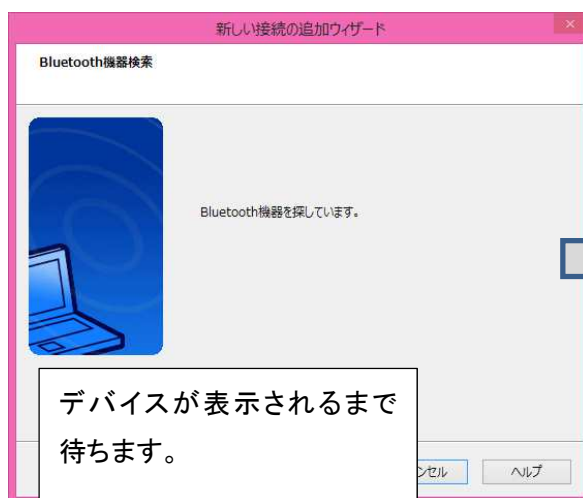 新しい接続の追加ウィザード
Bluetooth機器検索
Bluetooth機器を探しています。
デバイスが表示されるまで
待ちます。
ンセル
ヘルプ